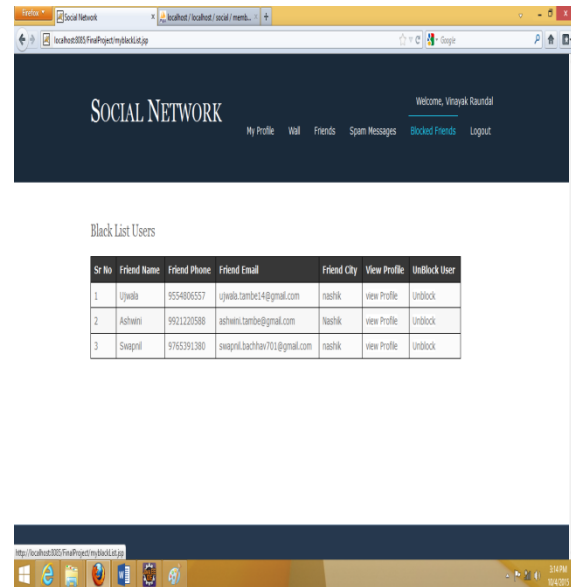 Firefox
Social Network
localhost / localhost / social / memb...
localhost:8085/FinalProject/myblackList.jsp
Google
SOCIAL NETWORK
Welcome, Vinayak Raundal
My Profile Wall Friends Spam Messages Blocked Friends Logout
Black List Users
Sr No Friend Name Friend Phone Friend Email Friend City View Profile UnBlock User
1 Ujwala 9554806557 ujwala.tambe14@gmail.com nashik view Profile Unblock
2 Ashwini 9921220588 ashwini.tambe@gmail.com Nashik view Profile Unblock
3 Swapnil 9765391380 swapnil.bachhav701@gmail.com nashik view Profile Unblock
http://localhost:8085/FinalProject/myblackList.jsp
3:14 PM
10/4/2015